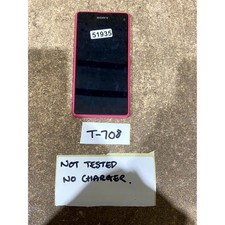 SONY
51935
T-708
NOT TESTED
NO CHARGER.